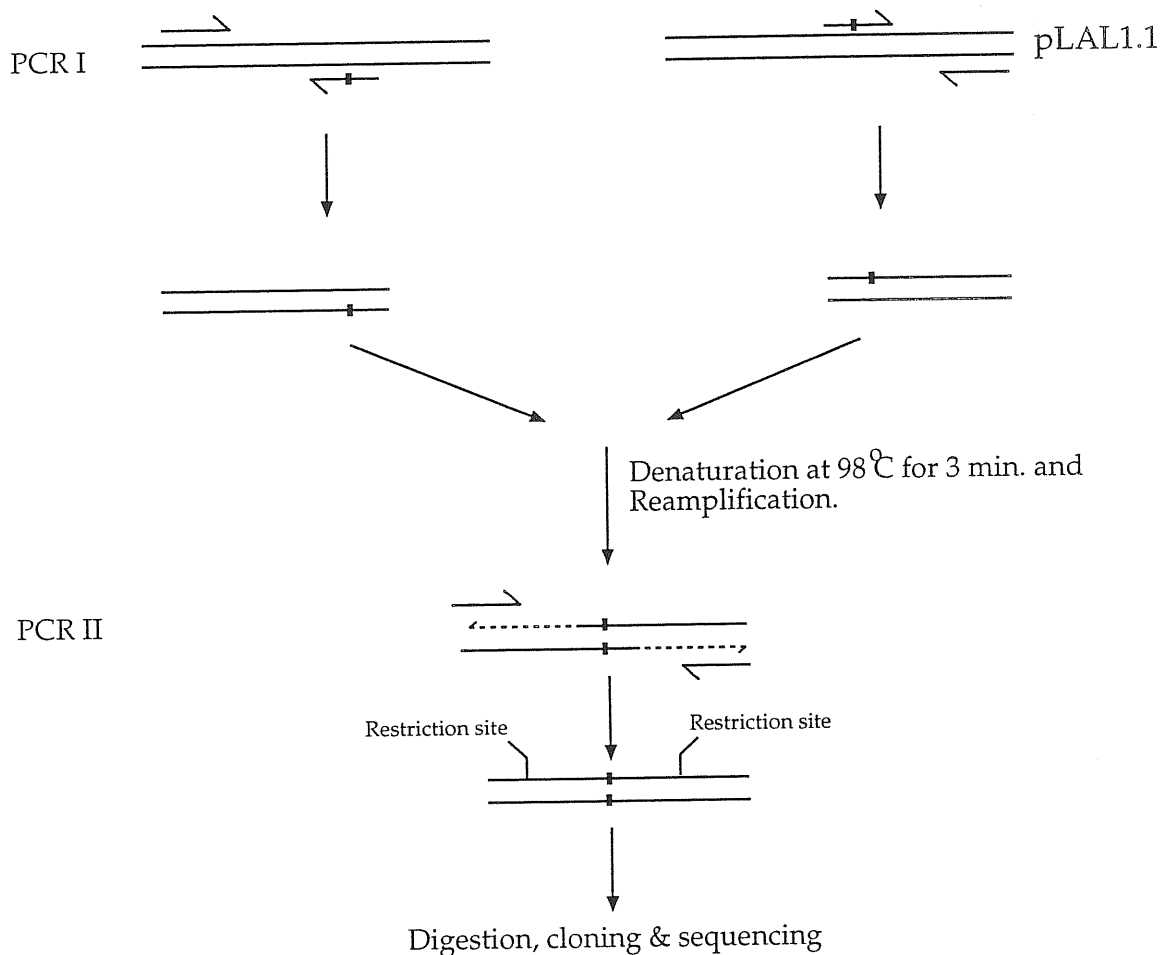 PCR I
pLAL1.1
Denaturation at 98°C for 3 min. and
Reamplification.
PCR II
Restriction site
Restriction site
Digestion, cloning & sequencing